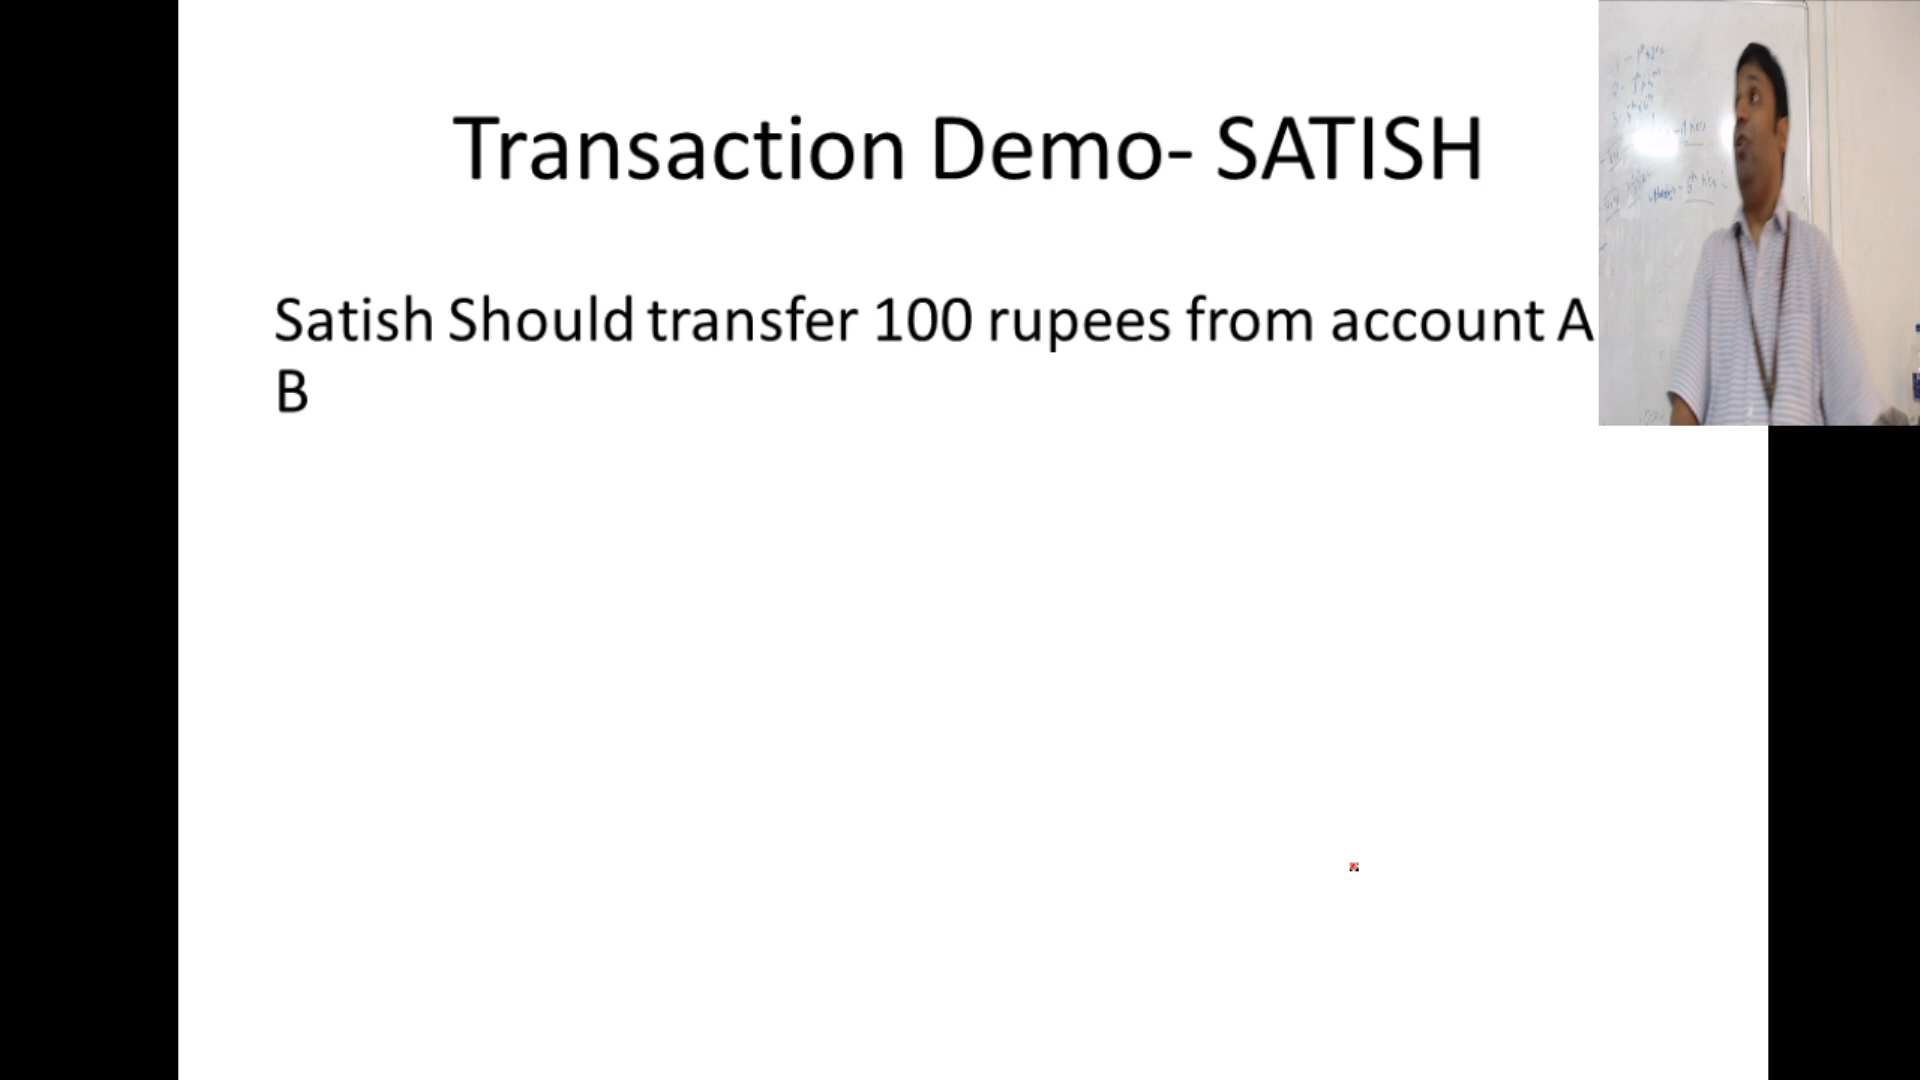 Transaction Demo- SATISH
Satish Should transfer 100 rupees from account A
B